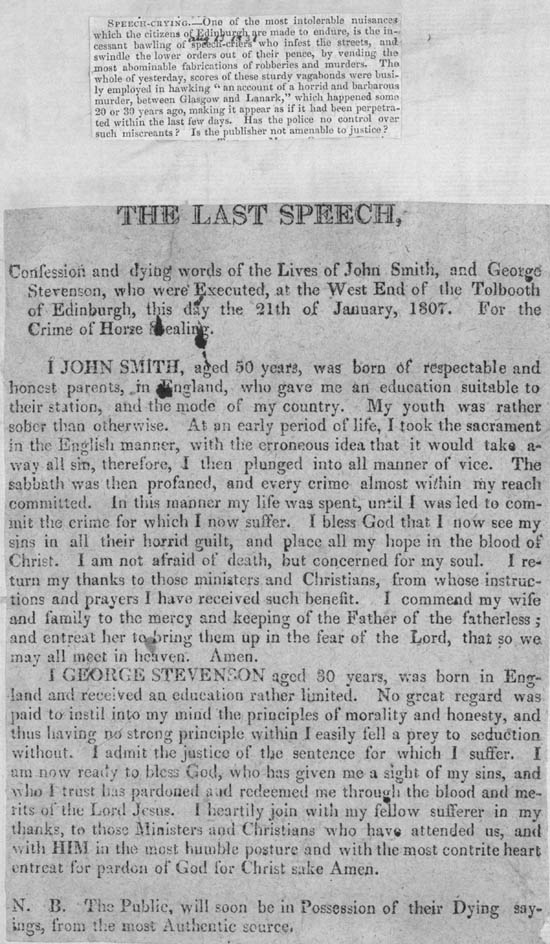 SPEECH-CRYING.—One of the most intolerable nuisances
which the citizens of Edinburgh are made to endure, is the in-
cessant bawling of speech-criers who infest the streets, and
swindle the lower orders out of their pence, by vending the
most abominable fabrications of robberies and murders. The
whole of yesterday, scores of these sturdy vagabonds were busi-
ly employed in hawking "an account of a horrid and barbarous
murder, between Glasgow and Lanark," which happened some
20 or 30 years ago, making it appear as if it had been perpetra-
ted within the last few days. Has the police no control over
such miscreants? Is the publisher not amenable to justice?
THE LAST SPEECH,
Confession and dying words of the Lives of John Smith, and George
Stevenson, who were Executed, at the West End of the Tolbooth
of Edinburgh, this day the 21th of January, 1807. For the
Crime of Horse Stealing.
I JOHN SMITH, aged 50 years, was born of respectable and
honest parents, in England, who gave me an education suitable to
their station, and the mode of my country. My youth was rather
sober than otherwise. At an early period of life, I took the sacrament
in the English manner, with the erroneous idea that it would take a-
way all sin, therefore, I then plunged into all manner of vice. The
sabbath was then profaned, and every crime almost within my reach
committed. In this manner my life was spent, until I was led to com-
mit the crime for which I now suffer. I bless God that I now see my
sins in all their horrid guilt, and place all my hope in the blood of
Christ. I am not afraid of death, but concerned for my soul. I re-
turn my thanks to those ministers and Christians, from whose instruc-
tions and prayers I have received such benefit. I commend my wife
and family to the mercy and keeping of the Father of the fatherless;
and entreat her to bring them up in the fear of the Lord, that so we
may all meet in heaven. Amen.
I GEORGE STEVENSON aged 30 years, was born in Eng-
land and received an education rather limited. No great regard was
paid to instil into my mind the principles of morality and honesty, and
thus having no strong principle within I easily fell a prey to seduction
without. I admit the justice of the sentence for which I suffer. I
am now ready to bless God, who has given me a sight of my sins, and
who I trust has pardoned and redeemed me through the blood and me-
rits of the Lord Jesus. I heartily join with my fellow sufferer in my
thanks, to those Ministers and Christians who have attended us, and
with HIM in the most humble posture and with the most contrite heart
entreat for pardon of God for Christ sake Amen.
N. B. The Public, will soon be in Possession of their Dying say-
ings, from the most Authentic source.